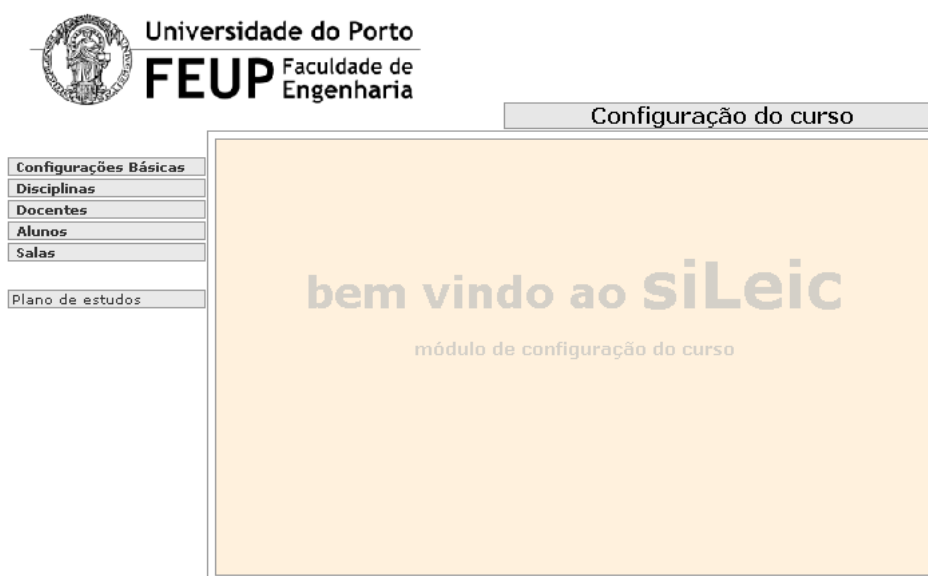 Universidade do Porto
FEUP Faculdade de
Engenharia
Configuração do curso
Configurações Básicas
Disciplinas
Docentes
Alunos
Salas
Plano de estudos
bem vindo ao siLeic
módulo de configuração do curso